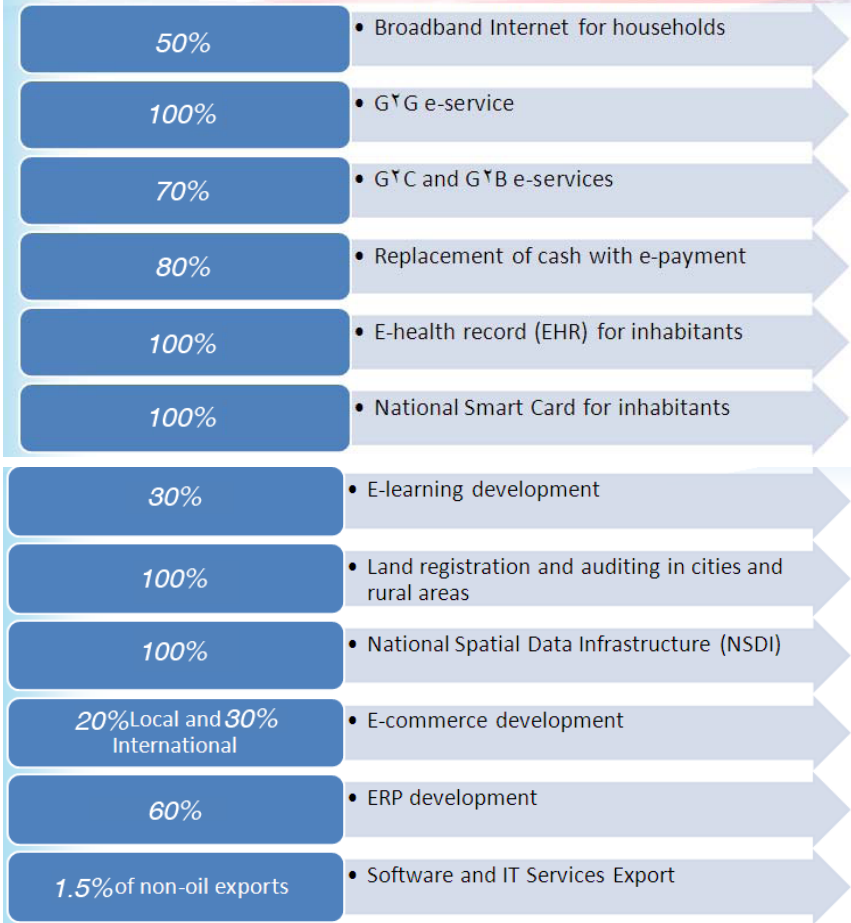 50%
• Broadband Internet for households
100%
• G۲G e-service
70%
• G۲C and G۲B e-services
80%
• Replacement of cash with e-payment
100%
• E-health record (EHR) for inhabitants
100%
• National Smart Card for inhabitants
30%
• E-learning development
100%
• Land registration and auditing in cities and
rural areas
100%
• National Spatial Data Infrastructure (NSDI)
20%Local and 30%
International
• E-commerce development
60%
• ERP development
1.5%of non-oil exports
• Software and IT Services Export